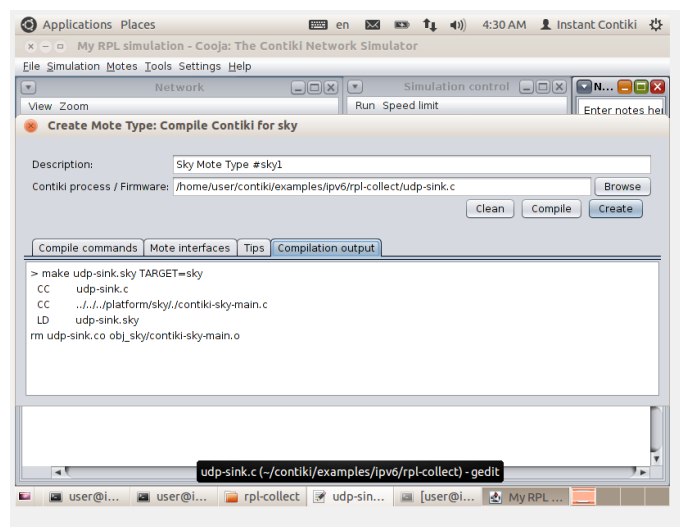 Applications Places en 4:30 AM Instant Contiki
My RPL simulation - Cooja: The Contiki Network Simulator
File Simulation Motes Tools Settings Help
Network Simulation control N...
View Zoom Run Speed limit Enter notes her
Create Mote Type: Compile Contiki for sky
Description: Sky Mote Type #sky1
Contiki process / Firmware: /home/user/contiki/examples/ipv6/rpl-collect/udp-sink.c Browse
Clean Compile Create
Compile commands Mote interfaces Tips Compilation output
> make udp-sink.sky TARGET=sky
CC udp-sink.c
CC ../../../platform/sky/./contiki-sky-main.c
LD udp-sink.sky
rm udp-sink.co obj_sky/contiki-sky-main.o
udp-sink.c (~/contiki/examples/ipv6/rpl-collect) - gedit
user@i... user@i... rpl-collect udp-sin... [user@i... My RPL ...